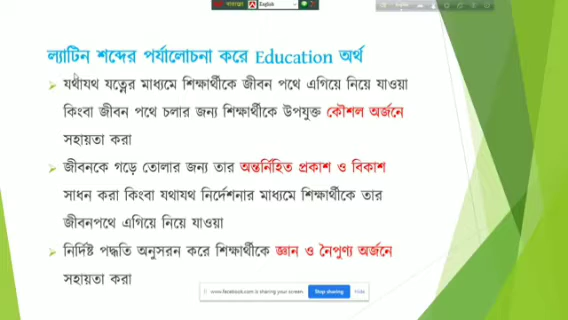 English
ল্যাটিন শব্দের পর্যালোচনা করে Education অর্থ
যথাযথ যত্নের মাধ্যমে শিক্ষার্থীকে জীবন পথে এগিয়ে নিয়ে যাওয়া
কিংবা জীবন পথে চলার জন্য শিক্ষার্থীকে উপযুক্ত কৌশল অর্জনে
সহায়তা করা
জীবনকে গড়ে তোলার জন্য তার অন্তর্নিহিত প্রকাশ ও বিকাশ
সাধন করা কিংবা যথাযথ নির্দেশনার মাধ্যমে শিক্ষার্থীকে তার
জীবনপথে এগিয়ে নিয়ে যাওয়া
নির্দিষ্ট পদ্ধতি অনুসরন করে শিক্ষার্থীকে জ্ঞান ও নৈপুণ্য অর্জনে
সহায়তা করা
www.facebook.com is sharing your screen. Stop sharing Hide